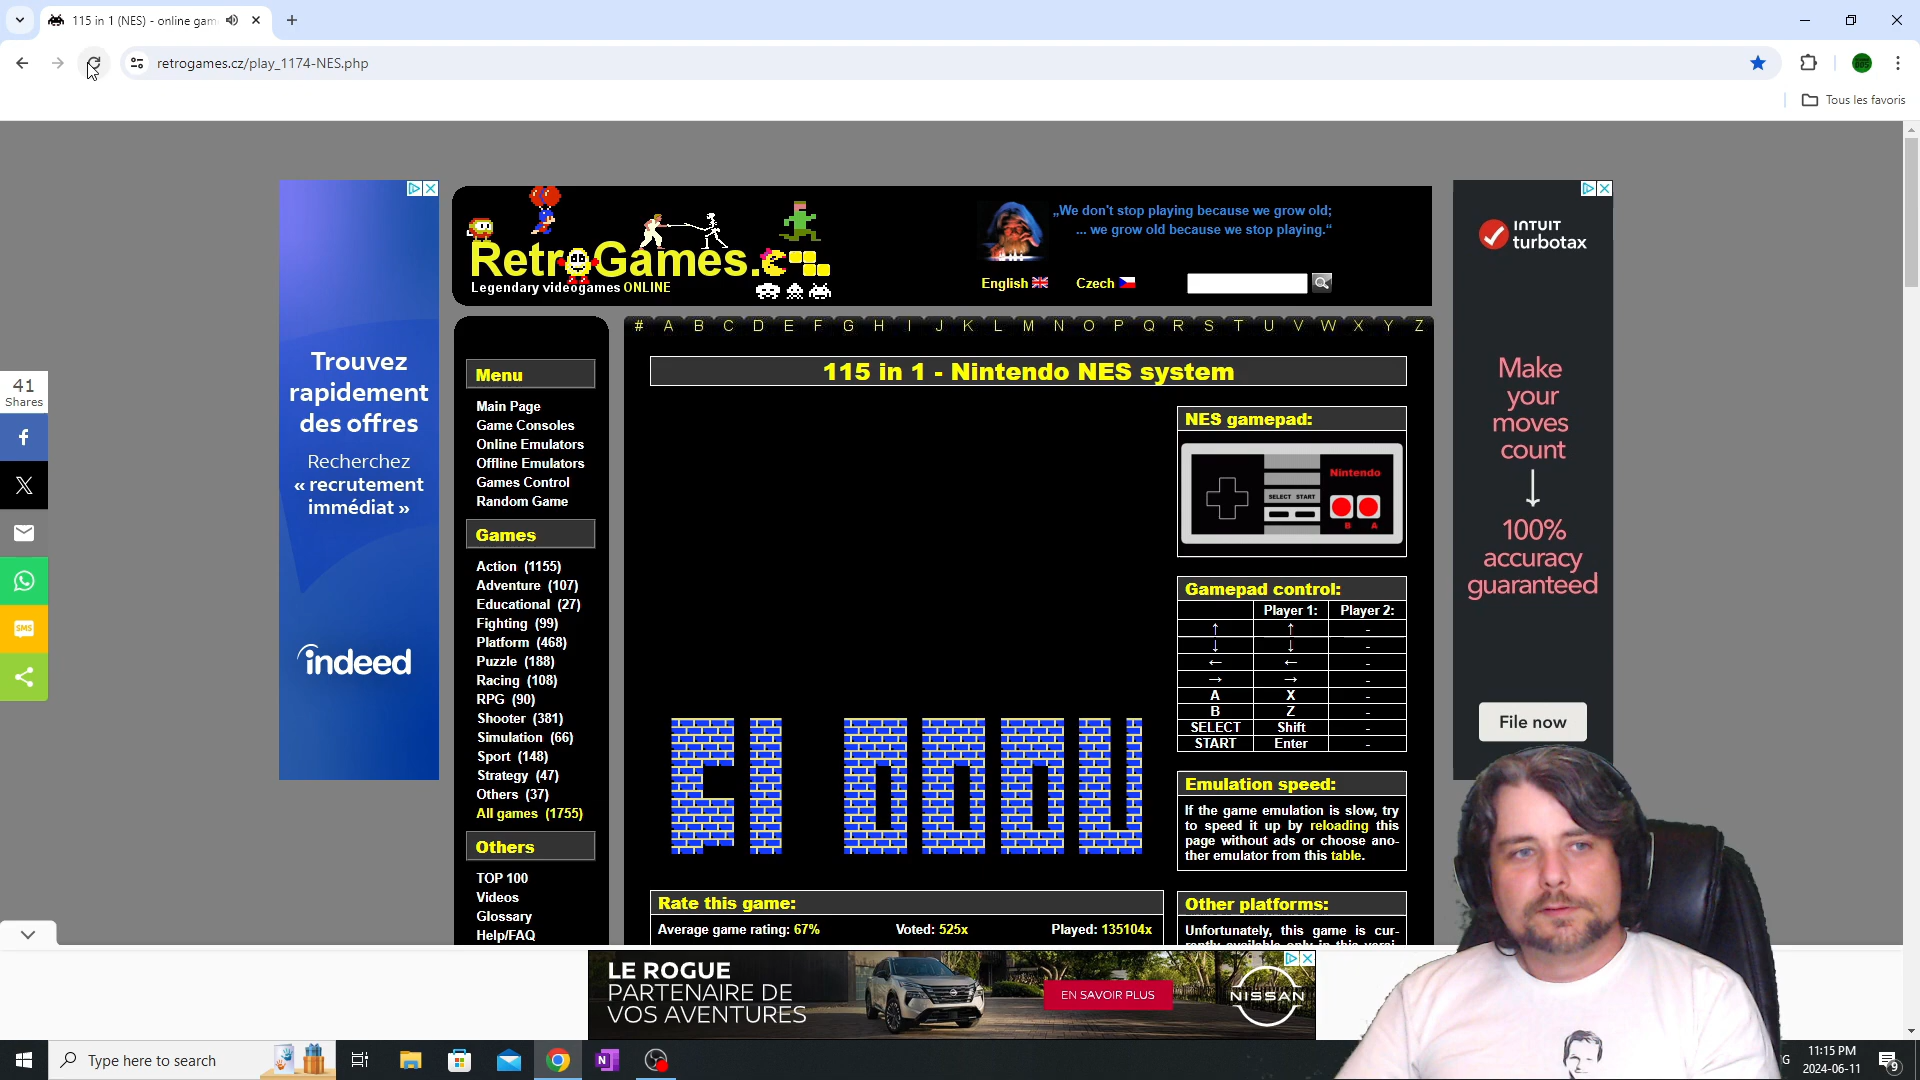 115 in 1 (NES) - online gam
retrogames.cz/play_1174-NES.php
Tous les favoris
41
Shares
SMS
Trouvez
rapidement
des offres
Recherchez
« recrutement
immédiat »
indeed
RetroGames.cz
Legendary videogames ONLINE
„We don't stop playing because we grow old;
... we grow old because we stop playing.“
English
Czech
# A B C D E F G H I J K L M N O P Q R S T U V W X Y Z
Menu
Main Page
Game Consoles
Online Emulators
Offline Emulators
Games Control
Random Game
Games
Action (1155)
Adventure (107)
Educational (27)
Fighting (99)
Platform (468)
Puzzle (188)
Racing (108)
RPG (90)
Shooter (381)
Simulation (66)
Sport (148)
Strategy (47)
Others (37)
All games (1755)
Others
TOP 100
Videos
Glossary
Help/FAQ
115 in 1 - Nintendo NES system
Rate this game:
Average game rating: 67% Voted: 525x Played: 135104x
NES gamepad:
Nintendo
SELECT START
B A
Gamepad control:
Player 1: Player 2:
↑ ↑ -
↓ ↓ -
← ← -
→ → -
A X -
B Z -
SELECT Shift -
START Enter -
Emulation speed:
If the game emulation is slow, try
to speed it up by reloading this
page without ads or choose ano-
ther emulator from this table.
Other platforms:
Unfortunately, this game is cur-
INTUIT
turbotax
Make
your
moves
count
100%
accuracy
guaranteed
File now
LE ROGUE
PARTENAIRE DE
VOS AVENTURES
EN SAVOIR PLUS
NISSAN
Type here to search
11:15 PM
2024-06-11
9